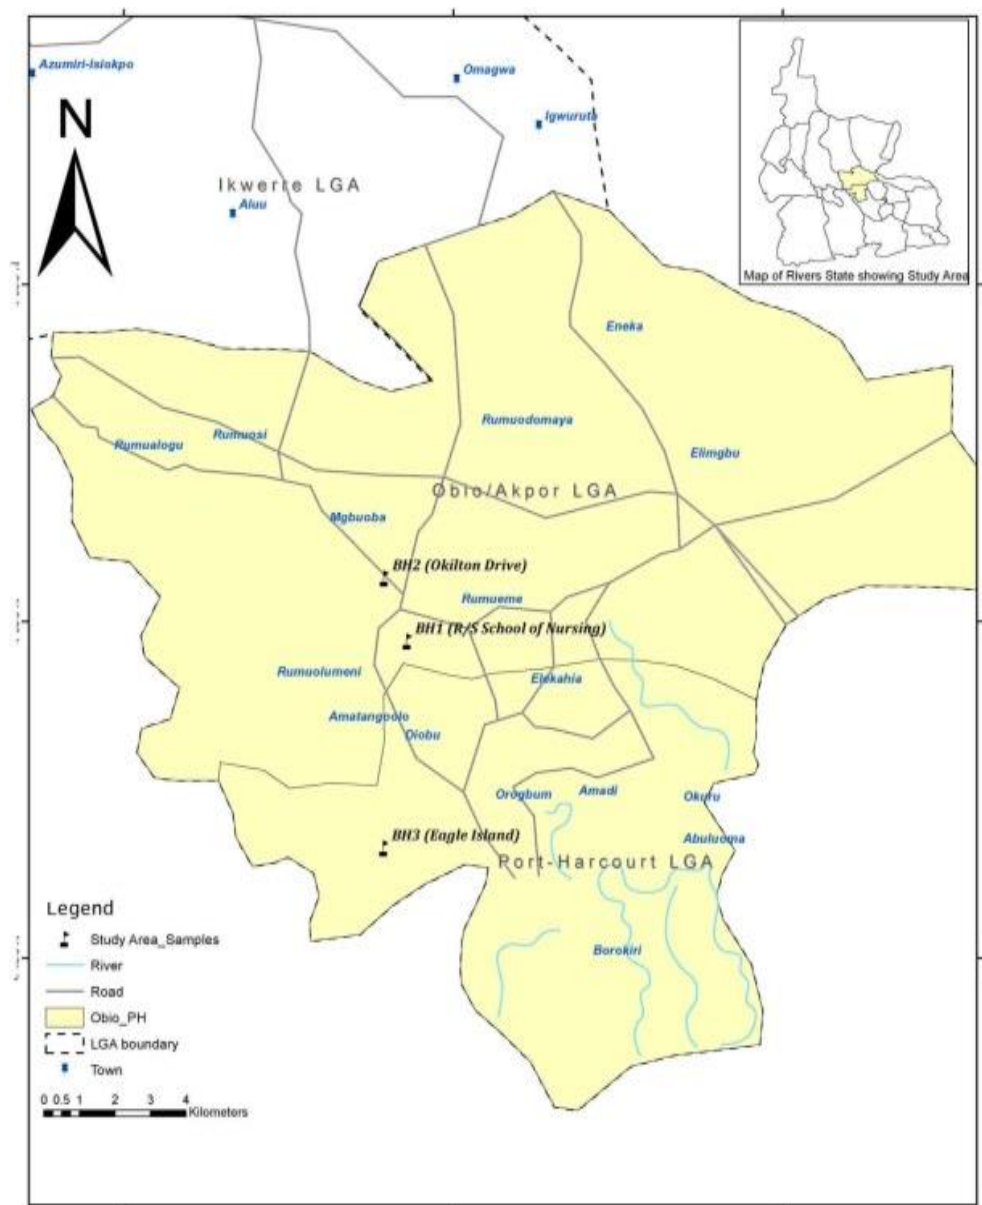 Azumiri-Isiokpo
Omagwa
Igwuruta
N
Ikwerre LGA
Aluu
Map of Rivers State showing Study Area
Eneka
Rumuodomaya
Rumuosi
Rumualogu
Elimgbu
Obio/Akpor LGA
Mgbuoba
BH2 (Okilton Drive)
Rumueme
BH1 (R/S School of Nursing)
Rumuolumeni
Elekahia
Amatangoolo
Diobu
Orogbum
Amadi
Okuru
Abuluoma
BH3 (Eagle Island)
Port-Harcourt LGA
Borokiri
Legend
Study Area_Samples
River
Road
Obio_PH
LGA boundary
Town
0 0.5 1 2 3 4
Kilometers